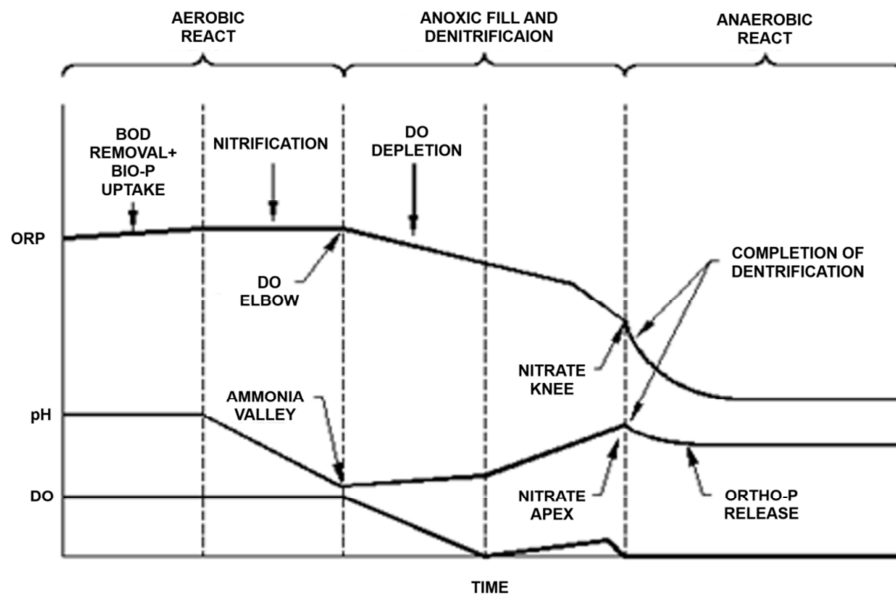 AEROBIC
REACT
ANOXIC FILL AND
DENITRIFICAION
ANAEROBIC
REACT
BOD
REMOVAL+
BIO-P
UPTAKE
NITRIFICATION
DO
DEPLETION
ORP
DO
ELBOW
COMPLETION OF
DENTRIFICATION
NITRATE
KNEE
AMMONIA
VALLEY
pH
DO
NITRATE
APEX
ORTHO-P
RELEASE
TIME